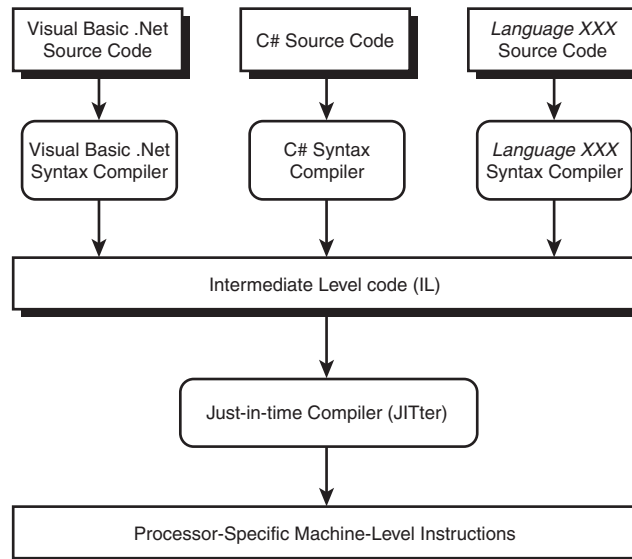 Visual Basic .Net
Source Code
C# Source Code
Language XXX
Source Code
Visual Basic .Net
Syntax Compiler
C# Syntax
Compiler
Language XXX
Syntax Compiler
Intermediate Level code (IL)
Just-in-time Compiler (JITter)
Processor-Specific Machine-Level Instructions